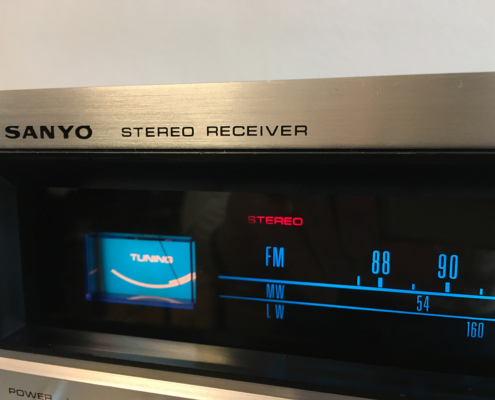 SANYO STEREO RECEIVER
STEREO
TUNING
FM 88 90
MW 54
LW 160
POWER